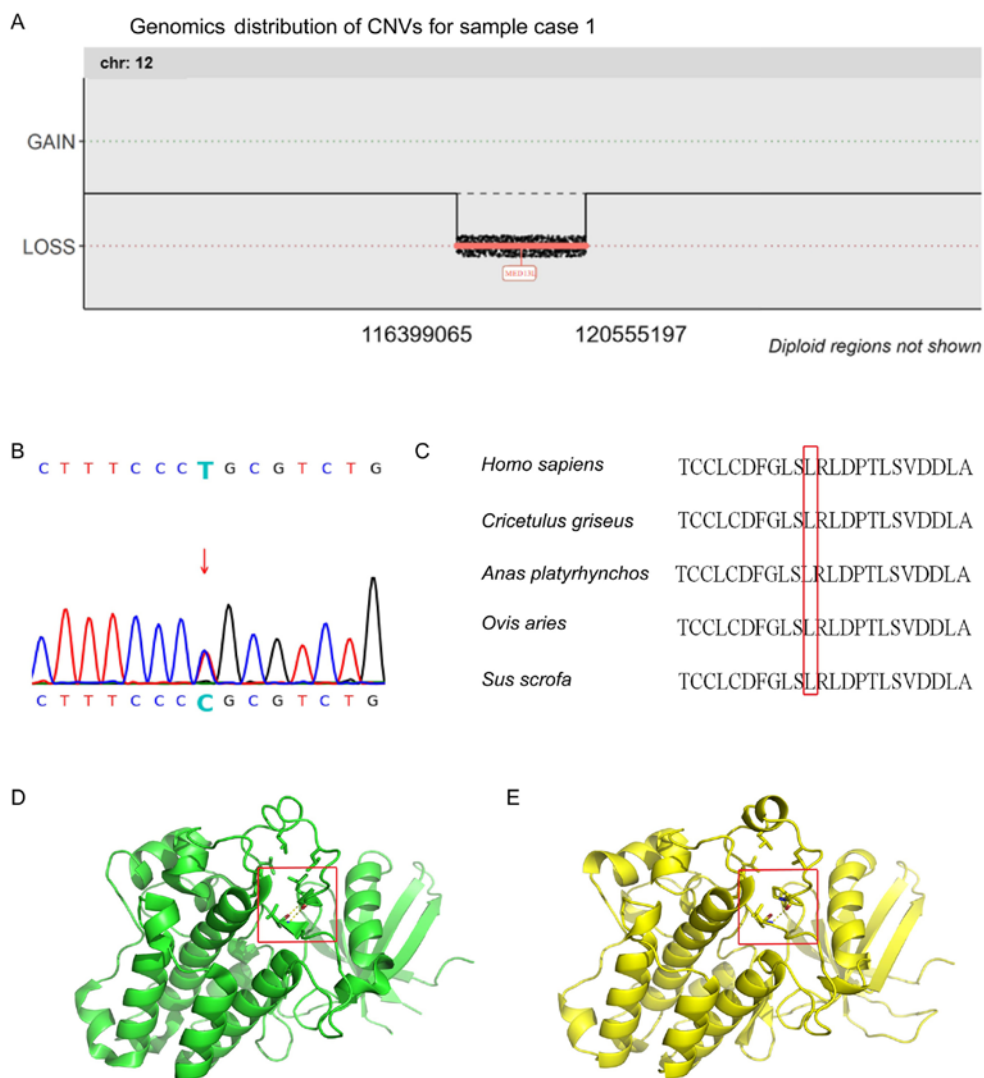 A
Genomics distribution of CNVs for sample case 1
chr: 12
GAIN
LOSS
116399065
120555197
Diploid regions not shown
B
C T T T C C C T G C G T C T G
C T T T C C C C G C G T C T G
C
Homo sapiens TCCLCDFGLSLRLDPTLSVDDLA
Cricetulus griseus TCCLCDFGLSLRLDPTLSVDDLA
Anas platyrhynchos TCCLCDFGLSLRLDPTLSVDDLA
Ovis aries TCCLCDFGLSLRLDPTLSVDDLA
Sus scrofa TCCLCDFGLSLRLDPTLSVDDLA
D
E